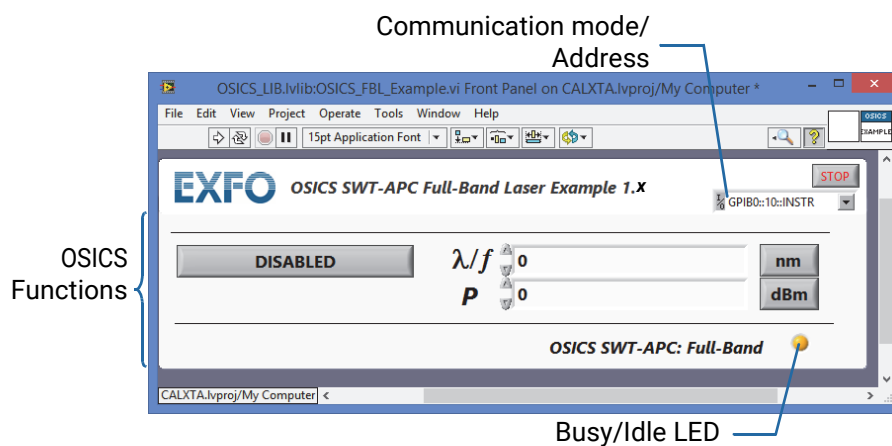 Communication mode/
Address
OSICS_LIB.lvlib:OSICS_FBL_Example.vi Front Panel on CALXTA.lvproj/My Computer *
File Edit View Project Operate Tools Window Help
15pt Application Font
OSICS
EXAMPLE
STOP
EXFO OSICS SWT-APC Full-Band Laser Example 1.x
I/O GPIB0::10::INSTR
OSICS
Functions
DISABLED λ/f 0 nm
P 0 dBm
OSICS SWT-APC: Full-Band
CALXTA.lvproj/My Computer
Busy/Idle LED